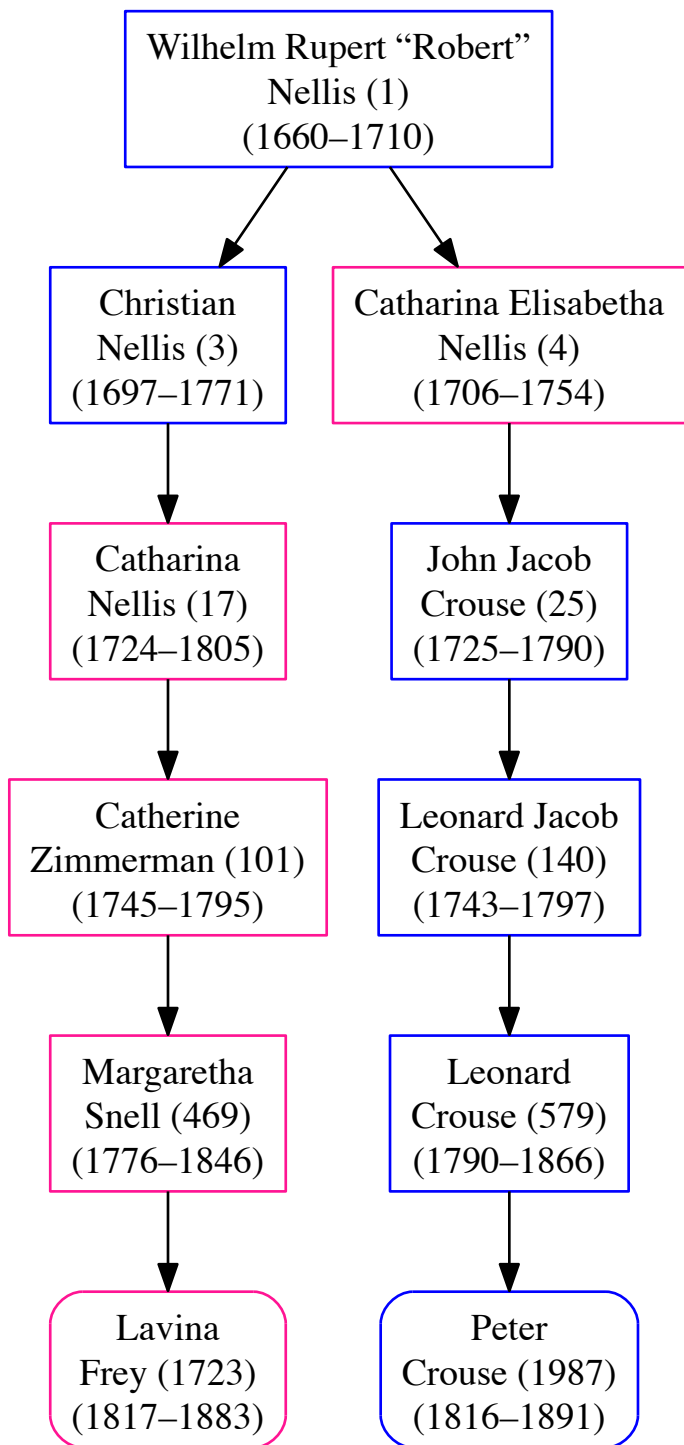 Wilhelm Rupert “Robert”
Nellis (1)
(1660–1710)
Christian
Nellis (3)
(1697–1771)
Catharina Elisabetha
Nellis (4)
(1706–1754)
Catharina
Nellis (17)
(1724–1805)
John Jacob
Crouse (25)
(1725–1790)
Catherine
Zimmerman (101)
(1745–1795)
Leonard Jacob
Crouse (140)
(1743–1797)
Margaretha
Snell (469)
(1776–1846)
Leonard
Crouse (579)
(1790–1866)
Lavina
Frey (1723)
(1817–1883)
Peter
Crouse (1987)
(1816–1891)